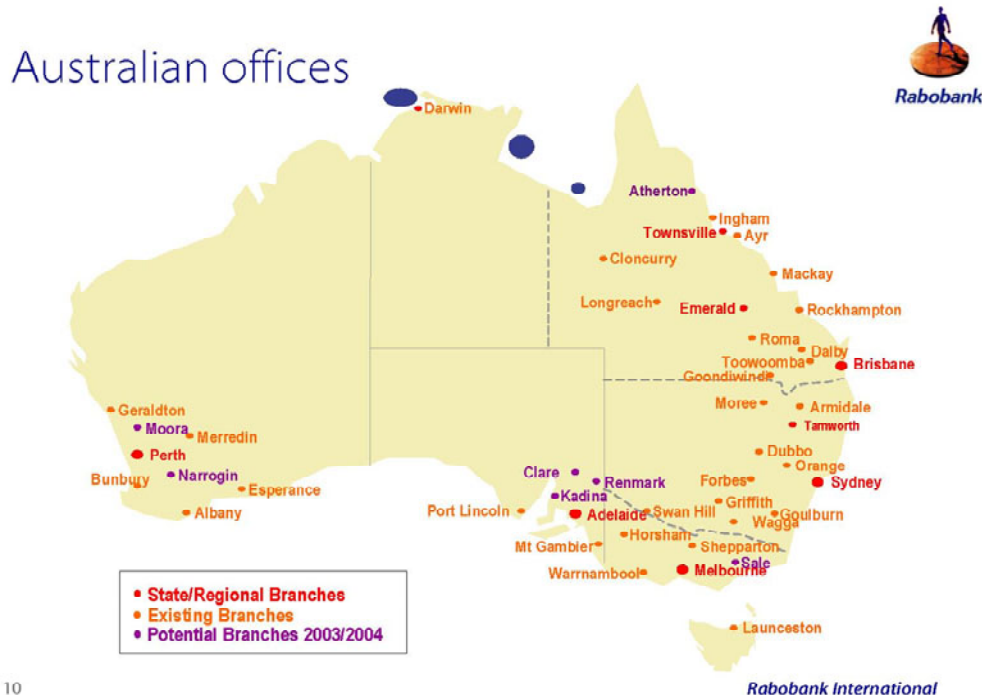 Australian offices
Rabobank
Darwin
Atherton
Ingham
Townsville
Ayr
Cloncurry
Mackay
Longreach
Emerald
Rockhampton
Roma
Dalby
Toowoomba
Brisbane
Goondiwindi
Moree
Armidale
Tamworth
Geraldton
Moora
Merredin
Perth
Narrogin
Bunbury
Esperance
Albany
Dubbo
Orange
Clare
Renmark
Forbes
Sydney
Kadina
Griffith
Port Lincoln
Adelaide
Swan Hill
Goulburn
Wagga
Horsham
Mt Gambier
Shepparton
Sale
Warrnambool
Melbourne
Launceston
State/Regional Branches
Existing Branches
Potential Branches 2003/2004
10
Rabobank International